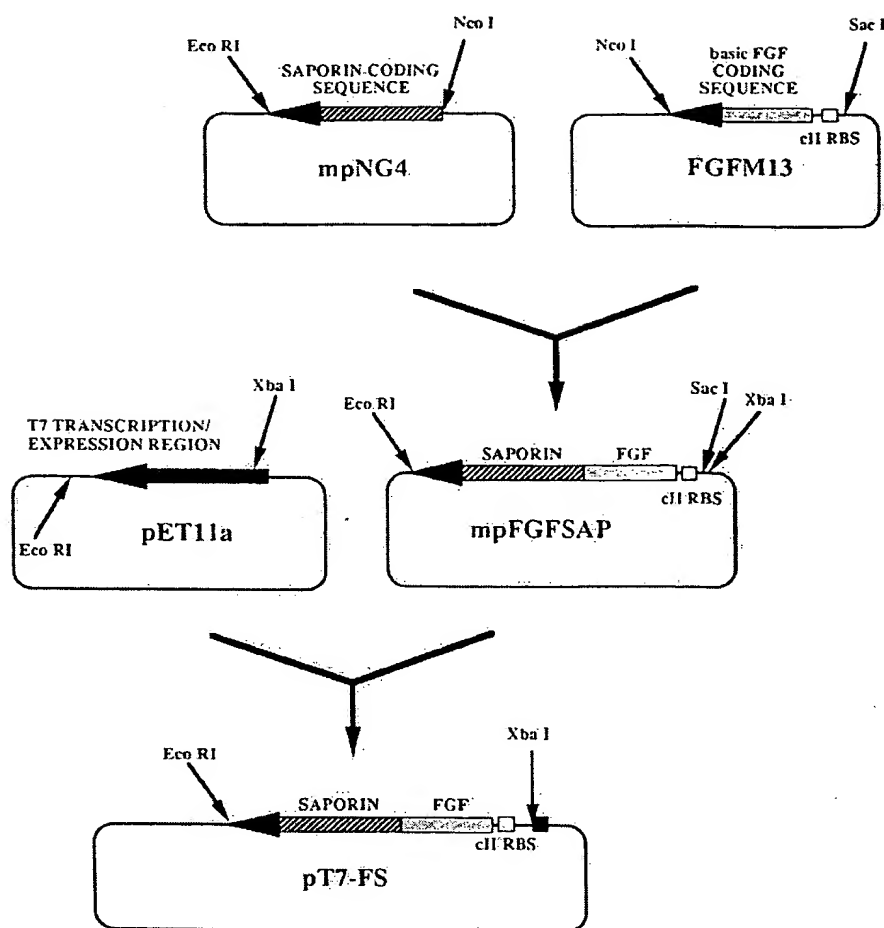 Nco I
Sac I
Eco RI
Nco I
basic FGF
CODING
SEQUENCE
SAPORIN-CODING
SEQUENCE
cII RBS
mpNG4
FGFM13
Xba I
Sac I
Xba I
Eco RI
T7 TRANSCRIPTION/
EXPRESSION REGION
SAPORIN
FGF
cII RBS
pET11a
mpFGFSAP
Eco RI
Xba I
Eco RI
SAPORIN
FGF
cII RBS
pT7-FS